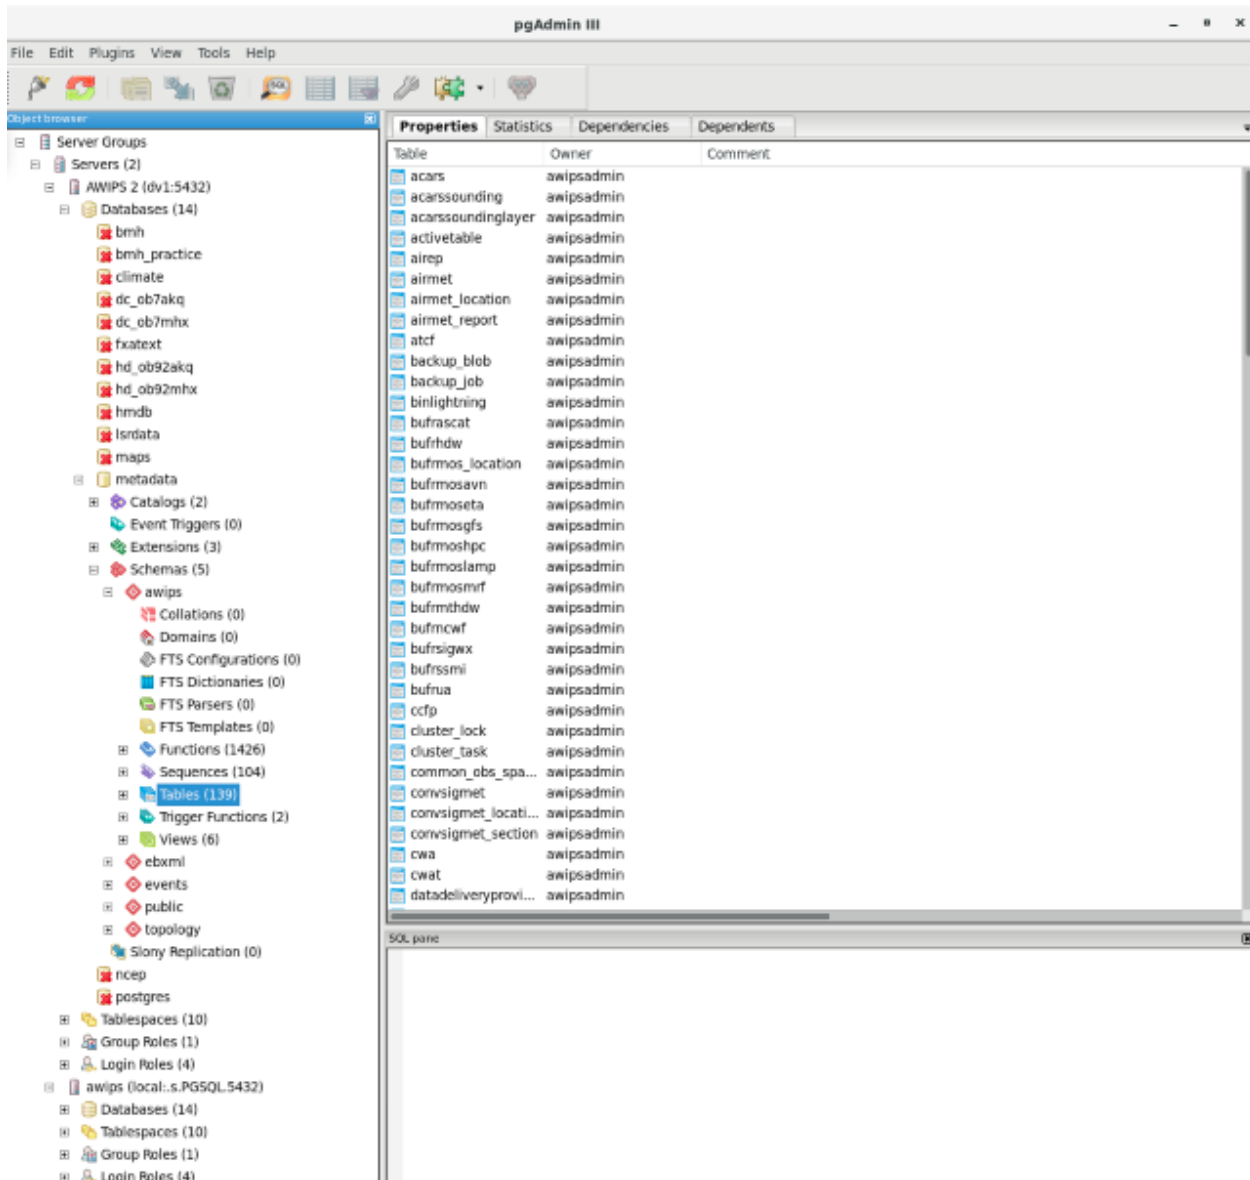 pgAdmin III
File Edit Plugins View Tools Help
SQL
Object browser
Server Groups
Servers (2)
AWIPS 2 (dv1:5432)
Databases (14)
bmh
bmh_practice
climate
dc_ob7akq
dc_ob7mhx
fxatext
hd_ob92akq
hd_ob92mhx
hmdb
lsrdata
maps
metadata
Catalogs (2)
Event Triggers (0)
Extensions (3)
Schemas (5)
awips
Collations (0)
Domains (0)
FTS Configurations (0)
FTS Dictionaries (0)
FTS Parsers (0)
FTS Templates (0)
Functions (1426)
Sequences (104)
Tables (139)
Trigger Functions (2)
Views (6)
ebxml
events
public
topology
Slony Replication (0)
ncep
postgres
Tablespaces (10)
Group Roles (1)
Login Roles (4)
awips (local:.s.PGSQL.5432)
Databases (14)
Tablespaces (10)
Group Roles (1)
Login Roles (4)
Properties Statistics Dependencies Dependents
Table Owner Comment
acars awipsadmin
acarssounding awipsadmin
acarssoundinglayer awipsadmin
activetable awipsadmin
airep awipsadmin
airmet awipsadmin
airmet_location awipsadmin
airmet_report awipsadmin
atcf awipsadmin
backup_blob awipsadmin
backup_job awipsadmin
binlightning awipsadmin
bufrascat awipsadmin
bufrhdw awipsadmin
bufrmos_location awipsadmin
bufrmosavn awipsadmin
bufrmoseta awipsadmin
bufrmosgfs awipsadmin
bufrmoshpc awipsadmin
bufrmoslamp awipsadmin
bufrmosmrf awipsadmin
bufrmthdw awipsadmin
bufrncwf awipsadmin
bufrsigwx awipsadmin
bufrssmi awipsadmin
bufrua awipsadmin
ccfp awipsadmin
cluster_lock awipsadmin
cluster_task awipsadmin
common_obs_spa... awipsadmin
convsigmet awipsadmin
convsigmet_locati... awipsadmin
convsigmet_section awipsadmin
cwa awipsadmin
cwat awipsadmin
datadeliveryprovi... awipsadmin
SQL pane